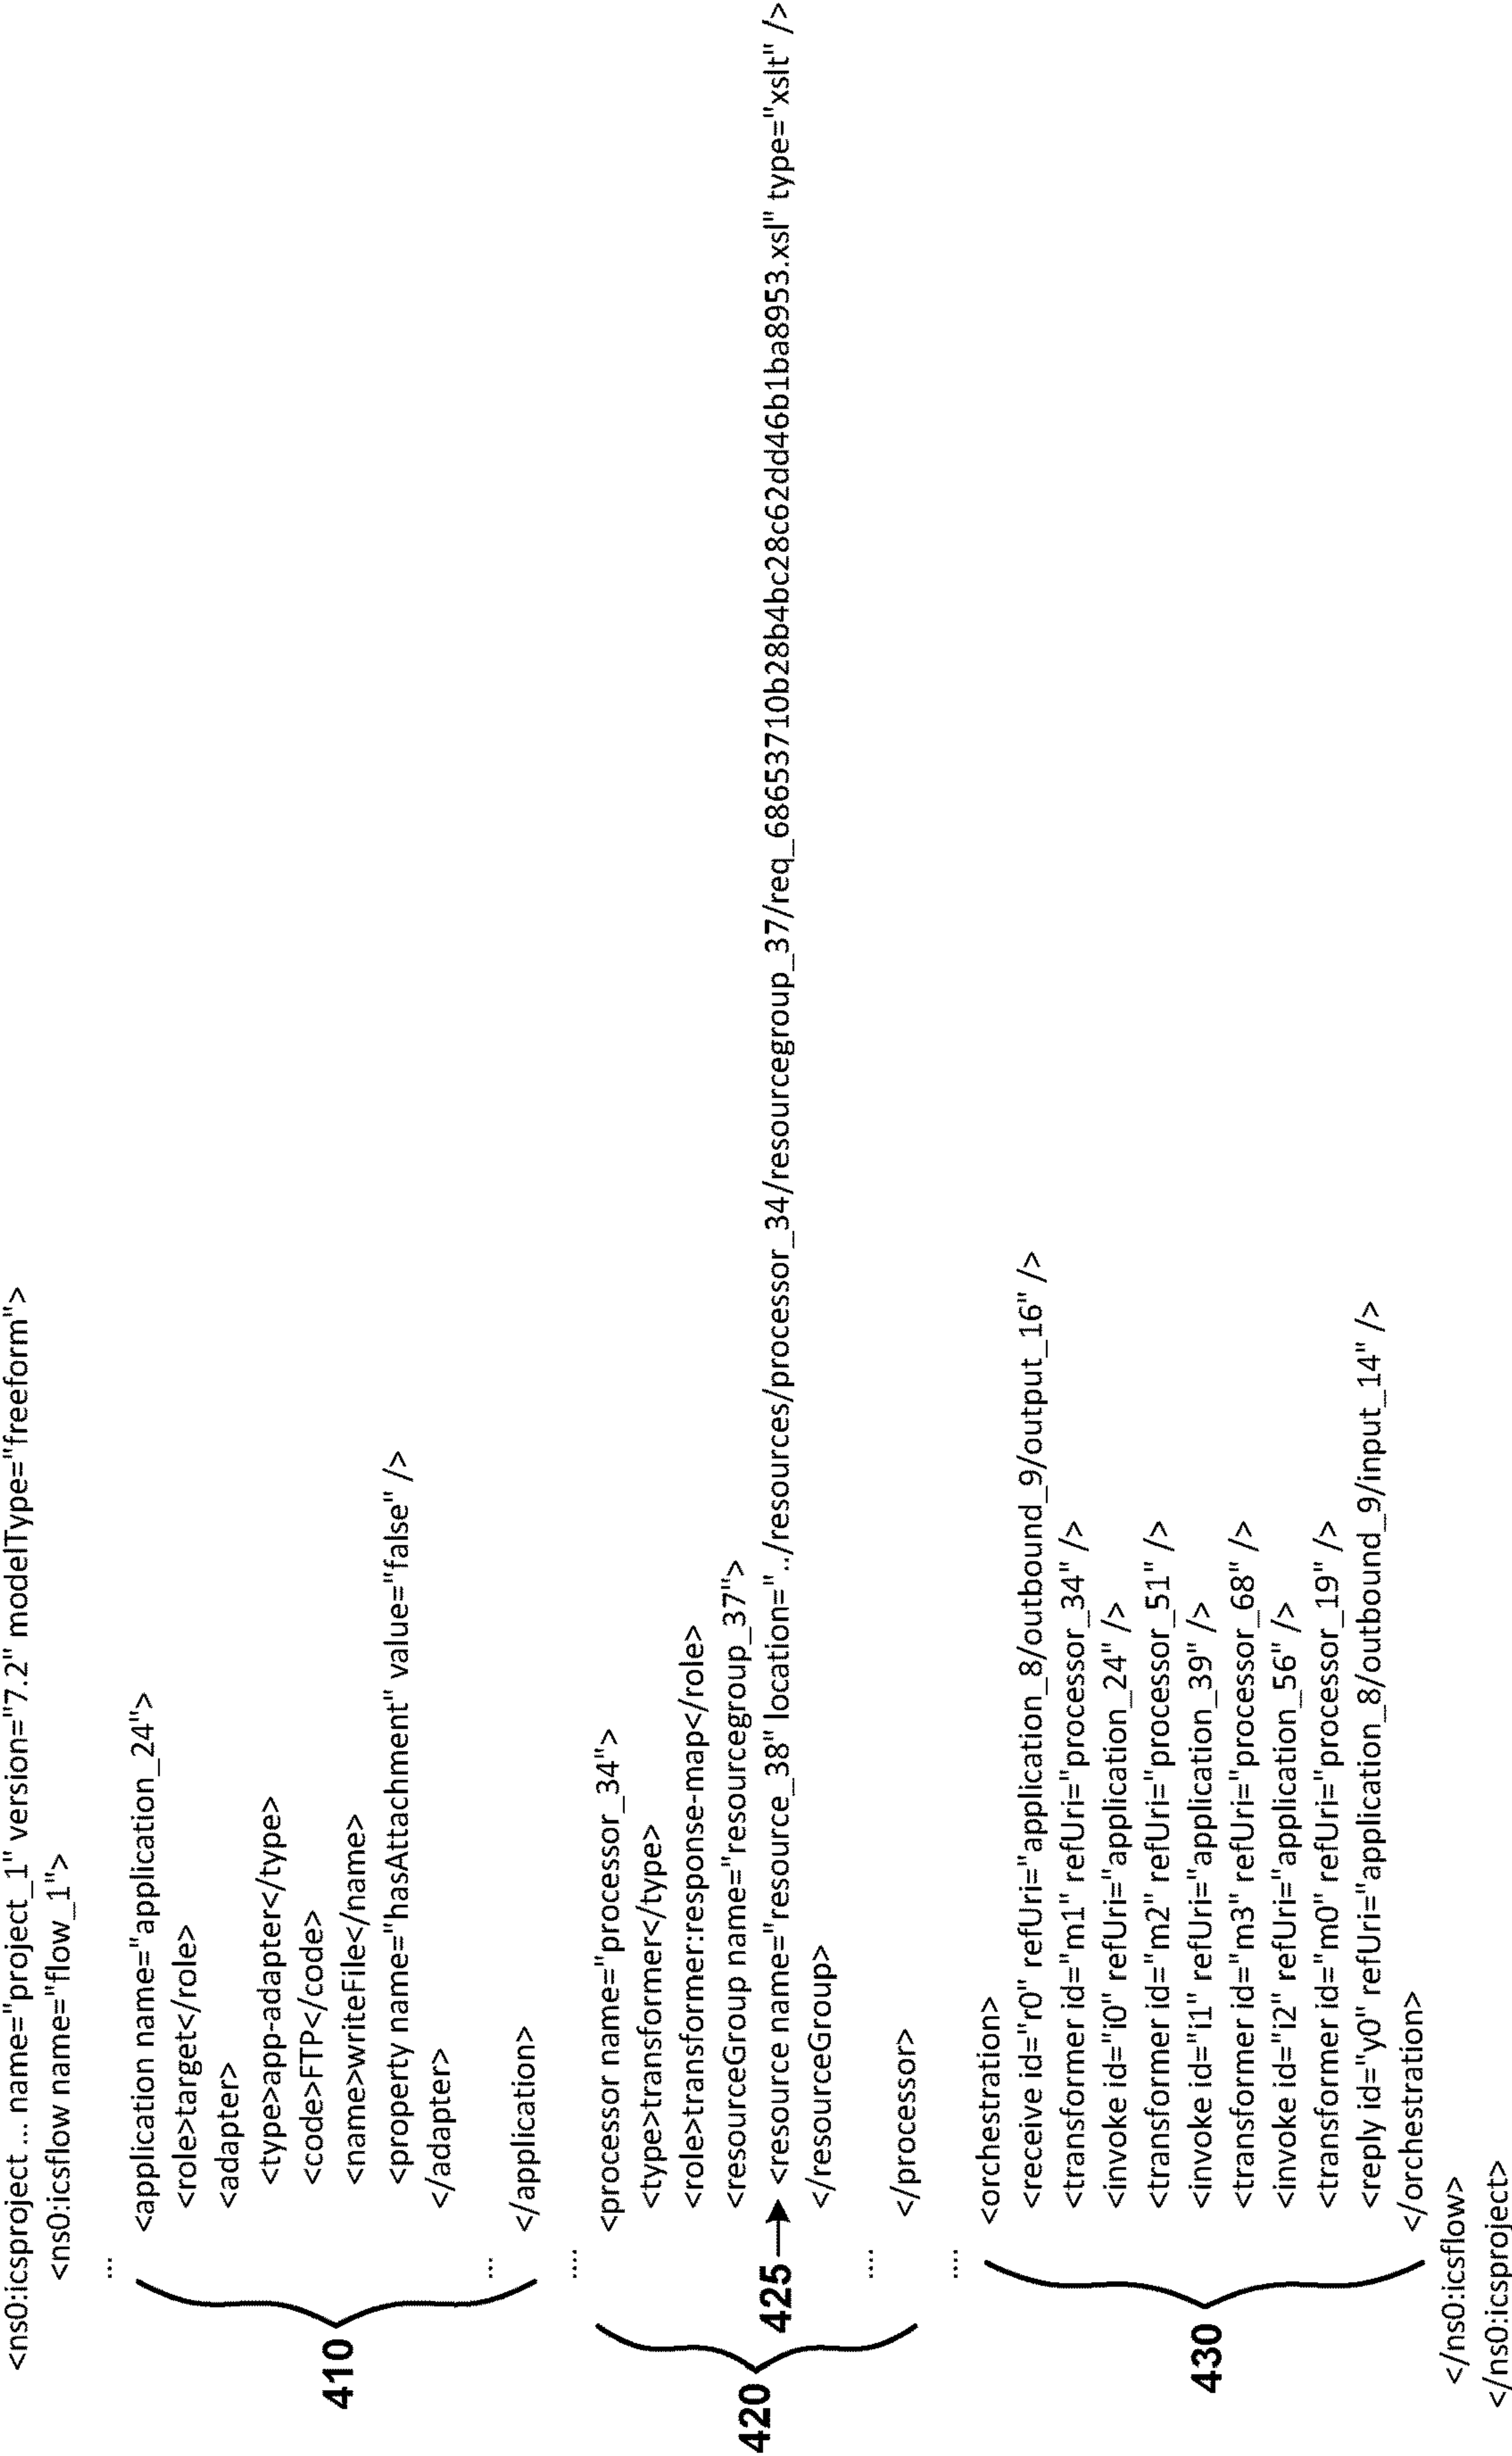 <ns0:icsproject ... name="project_1" version="7.2" modelType="freeform">
<ns0:icsflow name="flow_1">
...
<application name="application_24">
<role>target</role>
<adapter>
<type>app-adapter</type>
<code>FTP</code>
<name>writeFile</name>
<property name="hasAttachment" value="false" />
</adapter>
...
</application>
410
....
<processor name="processor_34">
<type>transformer</type>
<role>transformer:response-map</role>
<resourceGroup name="resourcegroup_37">
425 <resource name="resource_38" location="../resources/processor_34/resourcegroup_37/req_68653710b28b4bc28c62dd46b1ba8953.xsl" type="xslt" />
</resourceGroup>
....
</processor>
420
....
<orchestration>
<receive id="r0" refUri="application_8/outbound_9/output_16" />
<transformer id="m1" refUri="processor_34" />
<invoke id="i0" refUri="application_24" />
<transformer id="m2" refUri="processor_51" />
<invoke id="i1" refUri="application_39" />
<transformer id="m3" refUri="processor_68" />
<invoke id="i2" refUri="application_56" />
<transformer id="m0" refUri="processor_19" />
<reply id="y0" refUri="application_8/outbound_9/input_14" />
</orchestration>
430
</ns0:icsflow>
</ns0:icsproject>